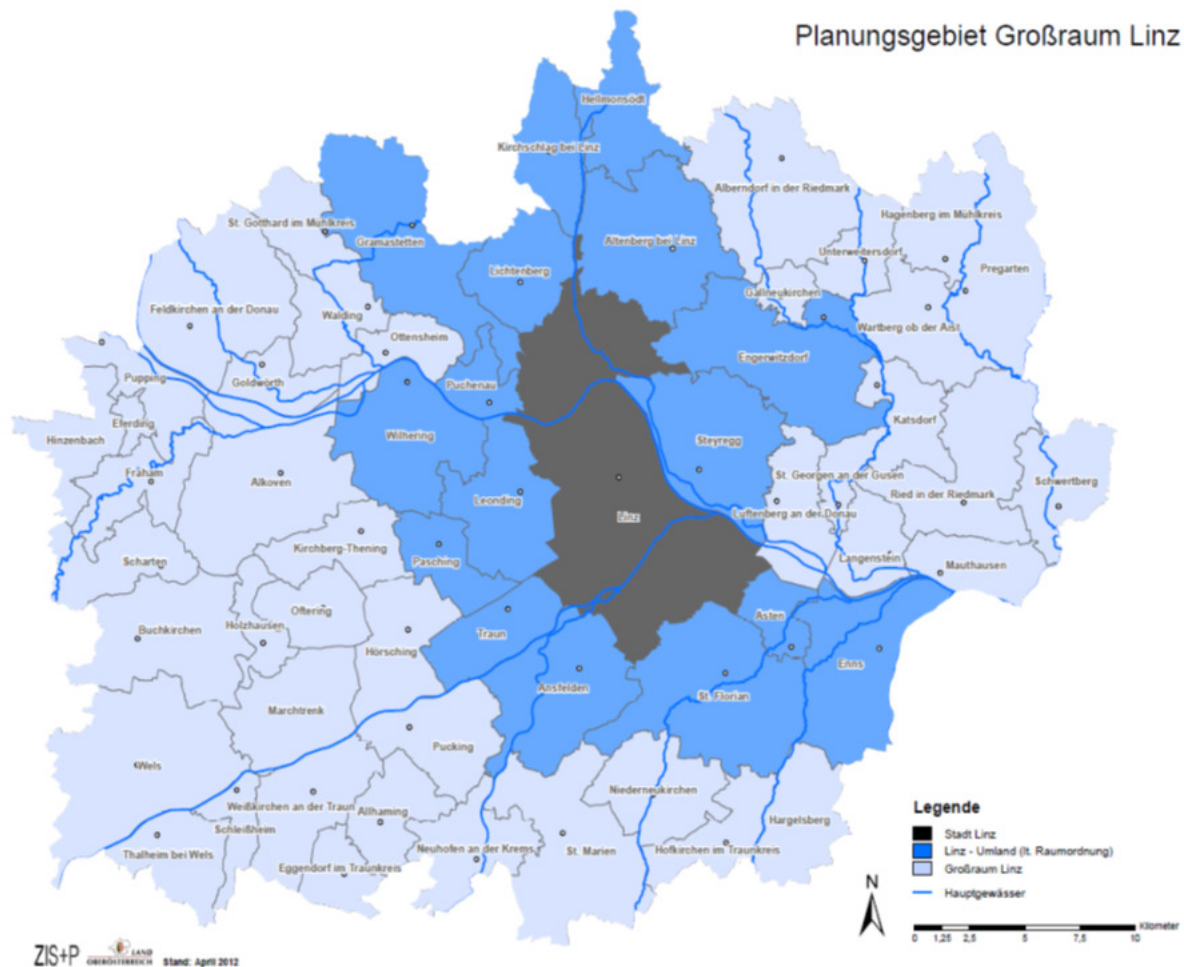 Planungsgebiet Großraum Linz
Hellmonsödt
Kirchschlag bei Linz
Alberndorf in der Riedmark
Hagenberg im Mühlkreis
St. Gotthard im Mühlkreis
Gramastetten
Altenberg bei Linz
Unterweitersdorf
Lichtenberg
Pregarten
Gallneukirchen
Feldkirchen an der Donau
Walding
Wartberg ob der Aist
Ottensheim
Engerwitzdorf
Pupping
Goldwörth
Puchenau
Eferding
Katsdorf
Hinzenbach
Wilhering
Steyregg
Fraham
Alkoven
St. Georgen an der Gusen
Schwertberg
Leonding
Ried in der Riedmark
Linz
Luftenberg an der Donau
Kirchberg-Thening
Scharten
Pasching
Langenstein
Mauthausen
Oftering
Asten
Buchkirchen
Holzhausen
Traun
Hörsching
Enns
Ansfelden
St. Florian
Marchtrenk
Pucking
Wels
Niederneukirchen
Weißkirchen an der Traun
Allhaming
Hargelsberg
Schleißheim
Thalheim bei Wels
Neuhofen an der Krems
St. Marien
Hofkirchen im Traunkreis
Eggendorf im Traunkreis
Legende
Stadt Linz
Linz - Umland (lt. Raumordnung)
Großraum Linz
Hauptgewässer
N
Kilometer
0 1,25 2,5 5 7,5 10
ZIS+P
LAND
OBERÖSTERREICH
Stand: April 2012